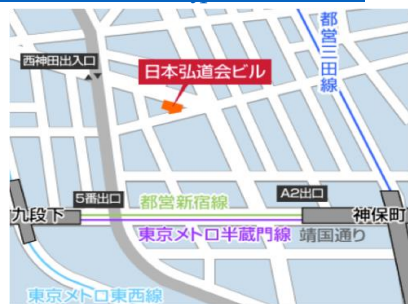 都営三田線
西神田出入口
日本弘道会ビル
5番出口
都営新宿線
A2出口
九段下
神保町
東京メトロ半蔵門線
靖国通り
東京メトロ東西線